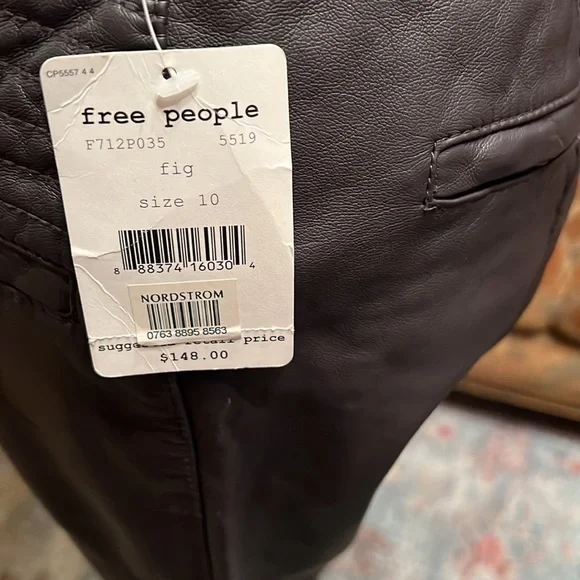 CP5557 4 4
free people
F712P035 5519
fig
size 10
8 88374 16030 4
NORDSTROM
0763 8895 8563
suggested retail price
$148.00